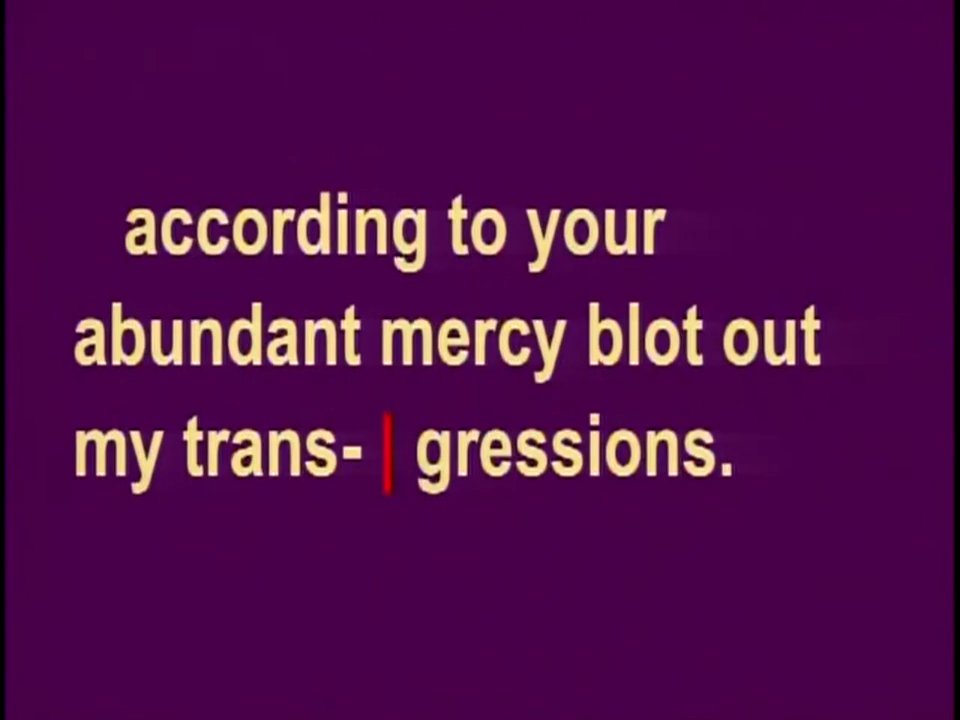 according to your
abundant mercy blot out
my trans- | gressions.